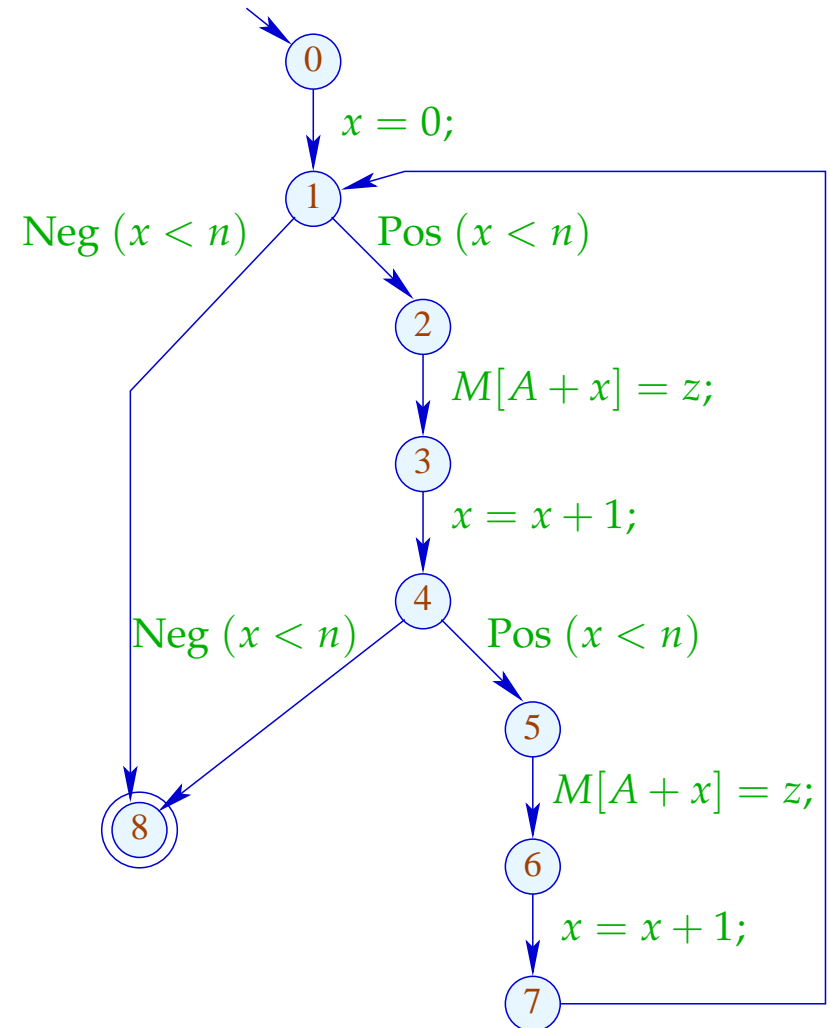 0
x = 0;
1
Neg (x < n)
Pos (x < n)
2
M[A + x] = z;
3
x = x + 1;
4
Neg (x < n)
Pos (x < n)
5
M[A + x] = z;
8
6
x = x + 1;
7